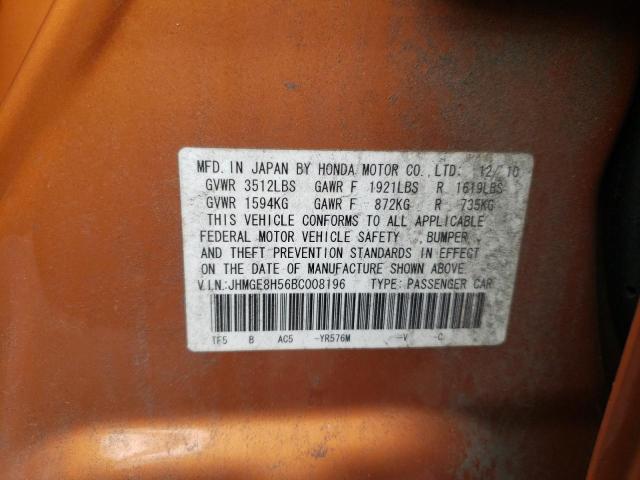 MFD. IN JAPAN BY HONDA MOTOR CO., LTD. 12/10
GVWR 3512LBS GAWR F 1921LBS R 1619LBS
GVWR 1594KG GAWR F 872KG R 735KG
THIS VEHICLE CONFORMS TO ALL APPLICABLE
FEDERAL MOTOR VEHICLE SAFETY ,BUMPER,
AND THEFT PREVENTION STANDARDS IN EFFECT
ON THE DATE OF MANUFACTURE SHOWN ABOVE.
V.I.N.:JHMGE8H56BC008196 TYPE: PASSENGER CAR
TF5 B AC5 -YR576M --V -C